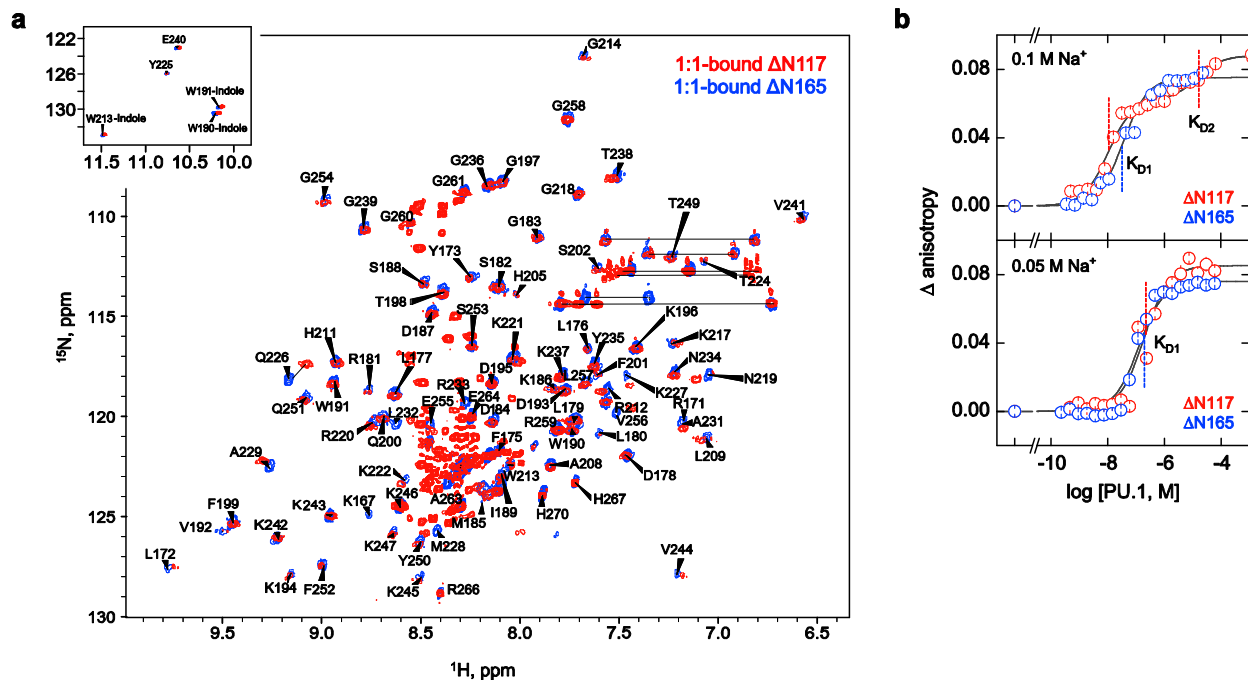 a
b
122
126
130
11.5 11.0 10.5 10.0
E240
Y225
W191-Indole
W213-Indole
W190-Indole
1:1-bound ΔN117
1:1-bound ΔN165
G214
G258
G236
G197
T238
G254
G261
G218
G239
G260
T249
V241
G183
Y173
S182
S202
H205
T224
S188
T198
D187
S253
K221
K196
L176
Y235
K217
H211
Q226
R181
L177
K237
F201
N234
D195
L257
K186
K227
N219
W191
R233
D193
Q251
E264
R212
R171
E255
D184
L179
V256
L232
R259
A231
R220
Q200
W190
L180
L209
F175
A229
K222
W213
A208
D178
K246
H267
F199
K243
K167
A263
I189
H270
M185
V192
K242
K247
M228
Y250
L172
V244
K194
F252
K245
R266
110
115
120
125
130
15N, ppm
9.5 9.0 8.5 8.0 7.5 7.0 6.5
1H, ppm
0.1 M Na+
0.08
0.04
0.00
KD2
KD1
ΔN117
ΔN165
0.05 M Na+
0.08
0.04
0.00
KD1
ΔN117
ΔN165
Δ anisotropy
-10 -8 -6 -4
log [PU.1, M]